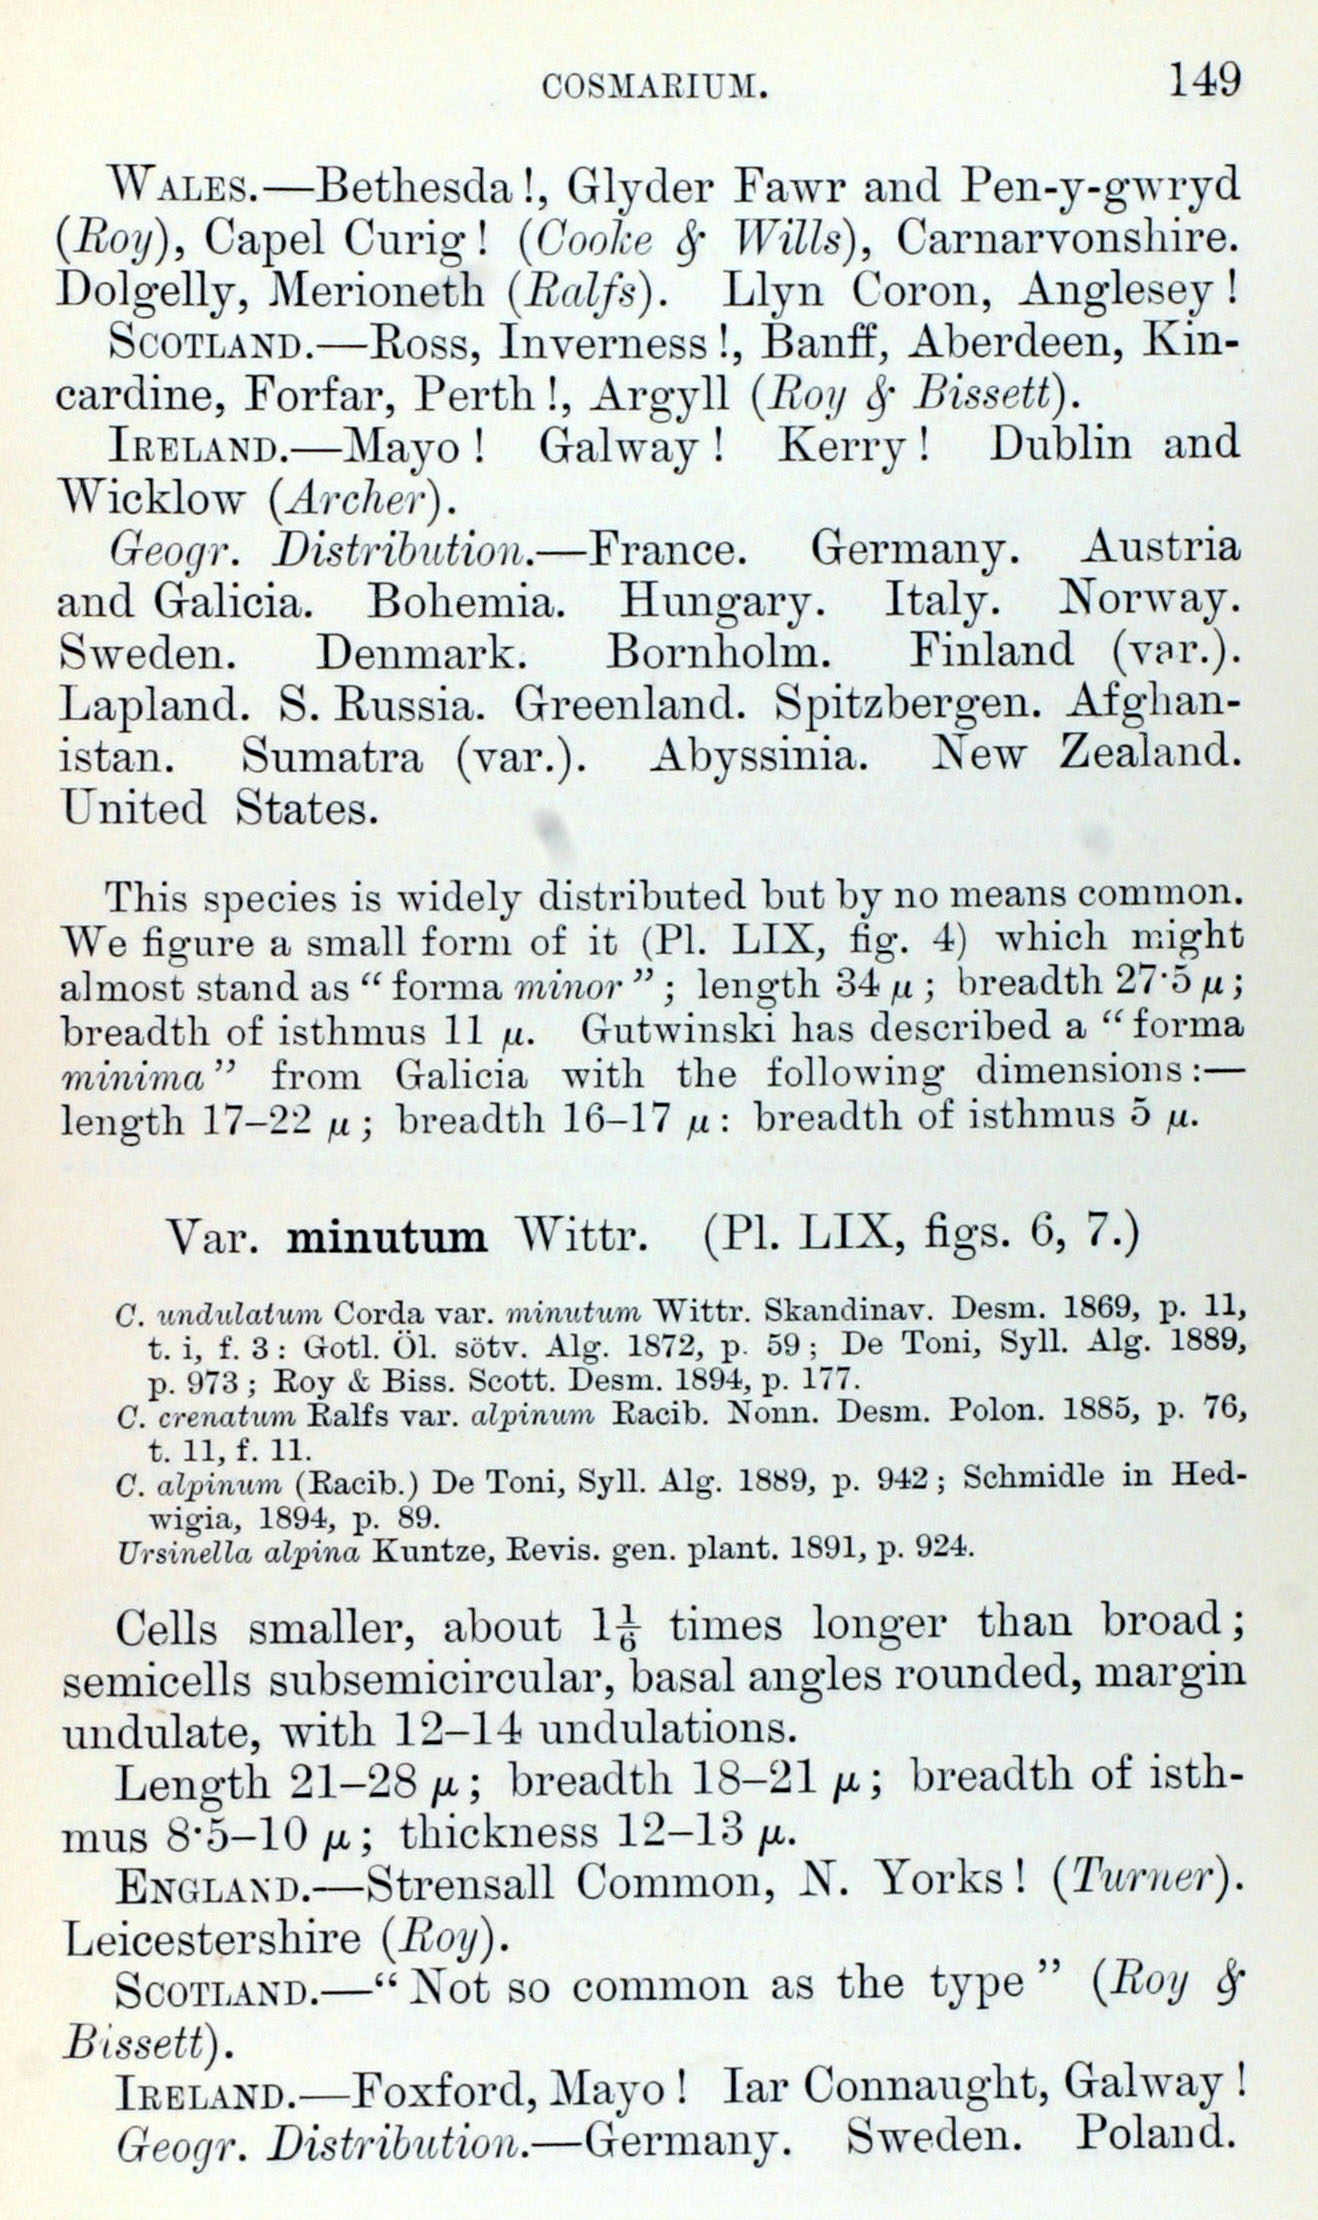 COSMARIUM. 149
WALES.—Bethesda!, Glyder Fawr and Pen-y-gwryd
(Roy), Capel Curig! (Cooke & Wills), Carnarvonshire.
Dolgelly, Merioneth (Ralfs). Llyn Coron, Anglesey!
SCOTLAND.—Ross, Inverness!, Banff, Aberdeen, Kin-
cardine, Forfar, Perth!, Argyll (Roy & Bissett).
IRELAND.—Mayo! Galway! Kerry! Dublin and
Wicklow (Archer).
Geogr. Distribution.—France. Germany. Austria
and Galicia. Bohemia. Hungary. Italy. Norway.
Sweden. Denmark. Bornholm. Finland (var.).
Lapland. S. Russia. Greenland. Spitzbergen. Afghan-
istan. Sumatra (var.). Abyssinia. New Zealand.
United States.
This species is widely distributed but by no means common.
We figure a small form of it (Pl. LIX, fig. 4) which might
almost stand as “forma minor”; length 34 μ; breadth 27·5 μ;
breadth of isthmus 11 μ. Gutwinski has described a “forma
minima” from Galicia with the following dimensions:—
length 17–22 μ; breadth 16–17 μ: breadth of isthmus 5 μ.
Var. minutum Wittr. (Pl. LIX, figs. 6, 7.)
C. undulatum Corda var. minutum Wittr. Skandinav. Desm. 1869, p. 11,
t. i, f. 3: Gotl. Öl. sötv. Alg. 1872, p. 59; De Toni, Syll. Alg. 1889,
p. 973; Roy & Biss. Scott. Desm. 1894, p. 177.
C. crenatum Ralfs var. alpinum Racib. Nonn. Desm. Polon. 1885, p. 76,
t. 11, f. 11.
C. alpinum (Racib.) De Toni, Syll. Alg. 1889, p. 942; Schmidle in Hed-
wigia, 1894, p. 89.
Ursinella alpina Kuntze, Revis. gen. plant. 1891, p. 924.
Cells smaller, about 1⅙ times longer than broad;
semicells subsemicircular, basal angles rounded, margin
undulate, with 12–14 undulations.
Length 21–28 μ; breadth 18–21 μ; breadth of isth-
mus 8·5–10 μ; thickness 12–13 μ.
ENGLAND.—Strensall Common, N. Yorks! (Turner).
Leicestershire (Roy).
SCOTLAND.—“Not so common as the type” (Roy &
Bissett).
IRELAND.—Foxford, Mayo! Iar Connaught, Galway!
Geogr. Distribution.—Germany. Sweden. Poland.